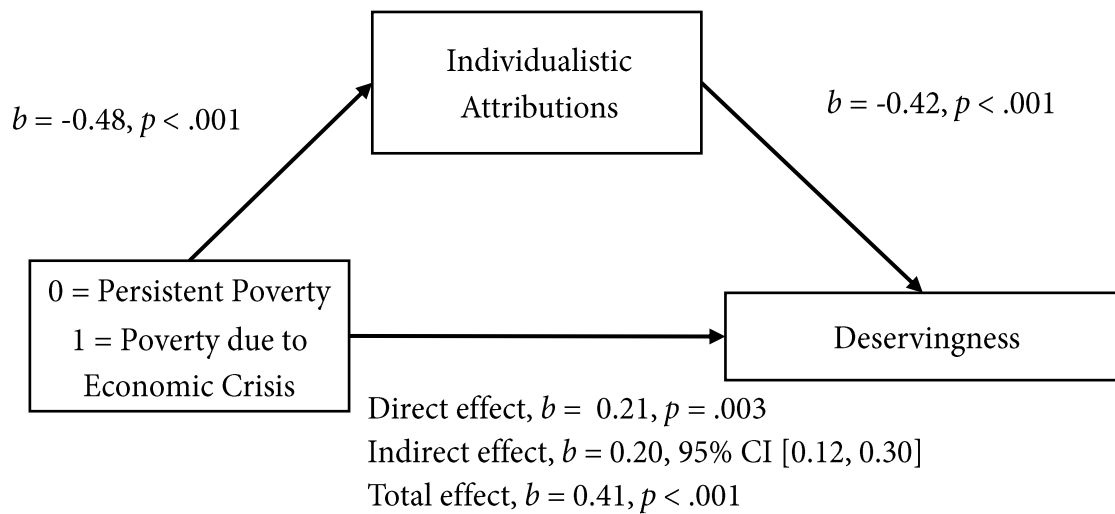 Individualistic
Attributions
b = -0.48, p < .001
b = -0.42, p < .001
0 = Persistent Poverty
1 = Poverty due to
Economic Crisis
Deservingness
Direct effect, b =  0.21, p = .003
Indirect effect, b = 0.20, 95% CI [0.12, 0.30]
Total effect, b = 0.41, p < .001